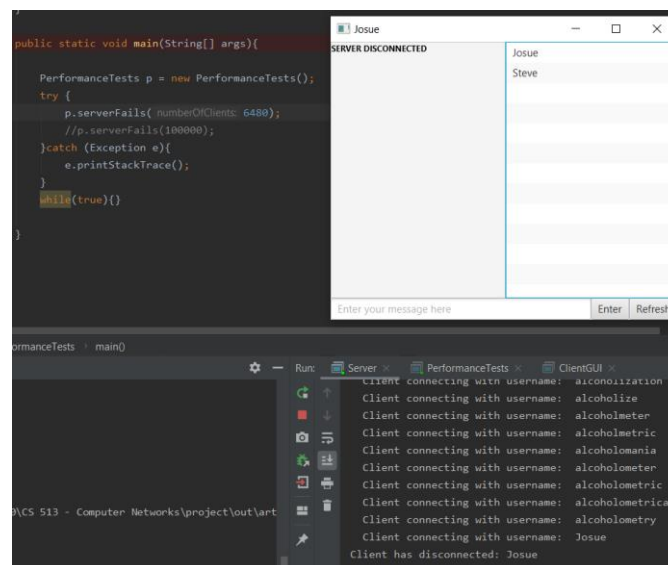 }
public static void main(String[] args){
PerformanceTests p = new PerformanceTests();
try {
p.serverFails( numberOfClients: 6480);
//p.serverFails(100000);
}catch (Exception e){
e.printStackTrace();
}
while(true){}
}
Josue
SERVER DISCONNECTED
Josue
Steve
Enter your message here
Enter
Refresh
ormanceTests > main()
Run:
Server
PerformanceTests
ClientGUI
Client connecting with username: alcoholization
Client connecting with username: alcoholize
Client connecting with username: alcoholmeter
Client connecting with username: alcoholmetric
Client connecting with username: alcoholomania
Client connecting with username: alcoholometer
Client connecting with username: alcoholometric
Client connecting with username: alcoholometrica
Client connecting with username: alcoholometry
Client connecting with username: Josue
Client has disconnected: Josue
\CS 513 - Computer Networks\project\out\art